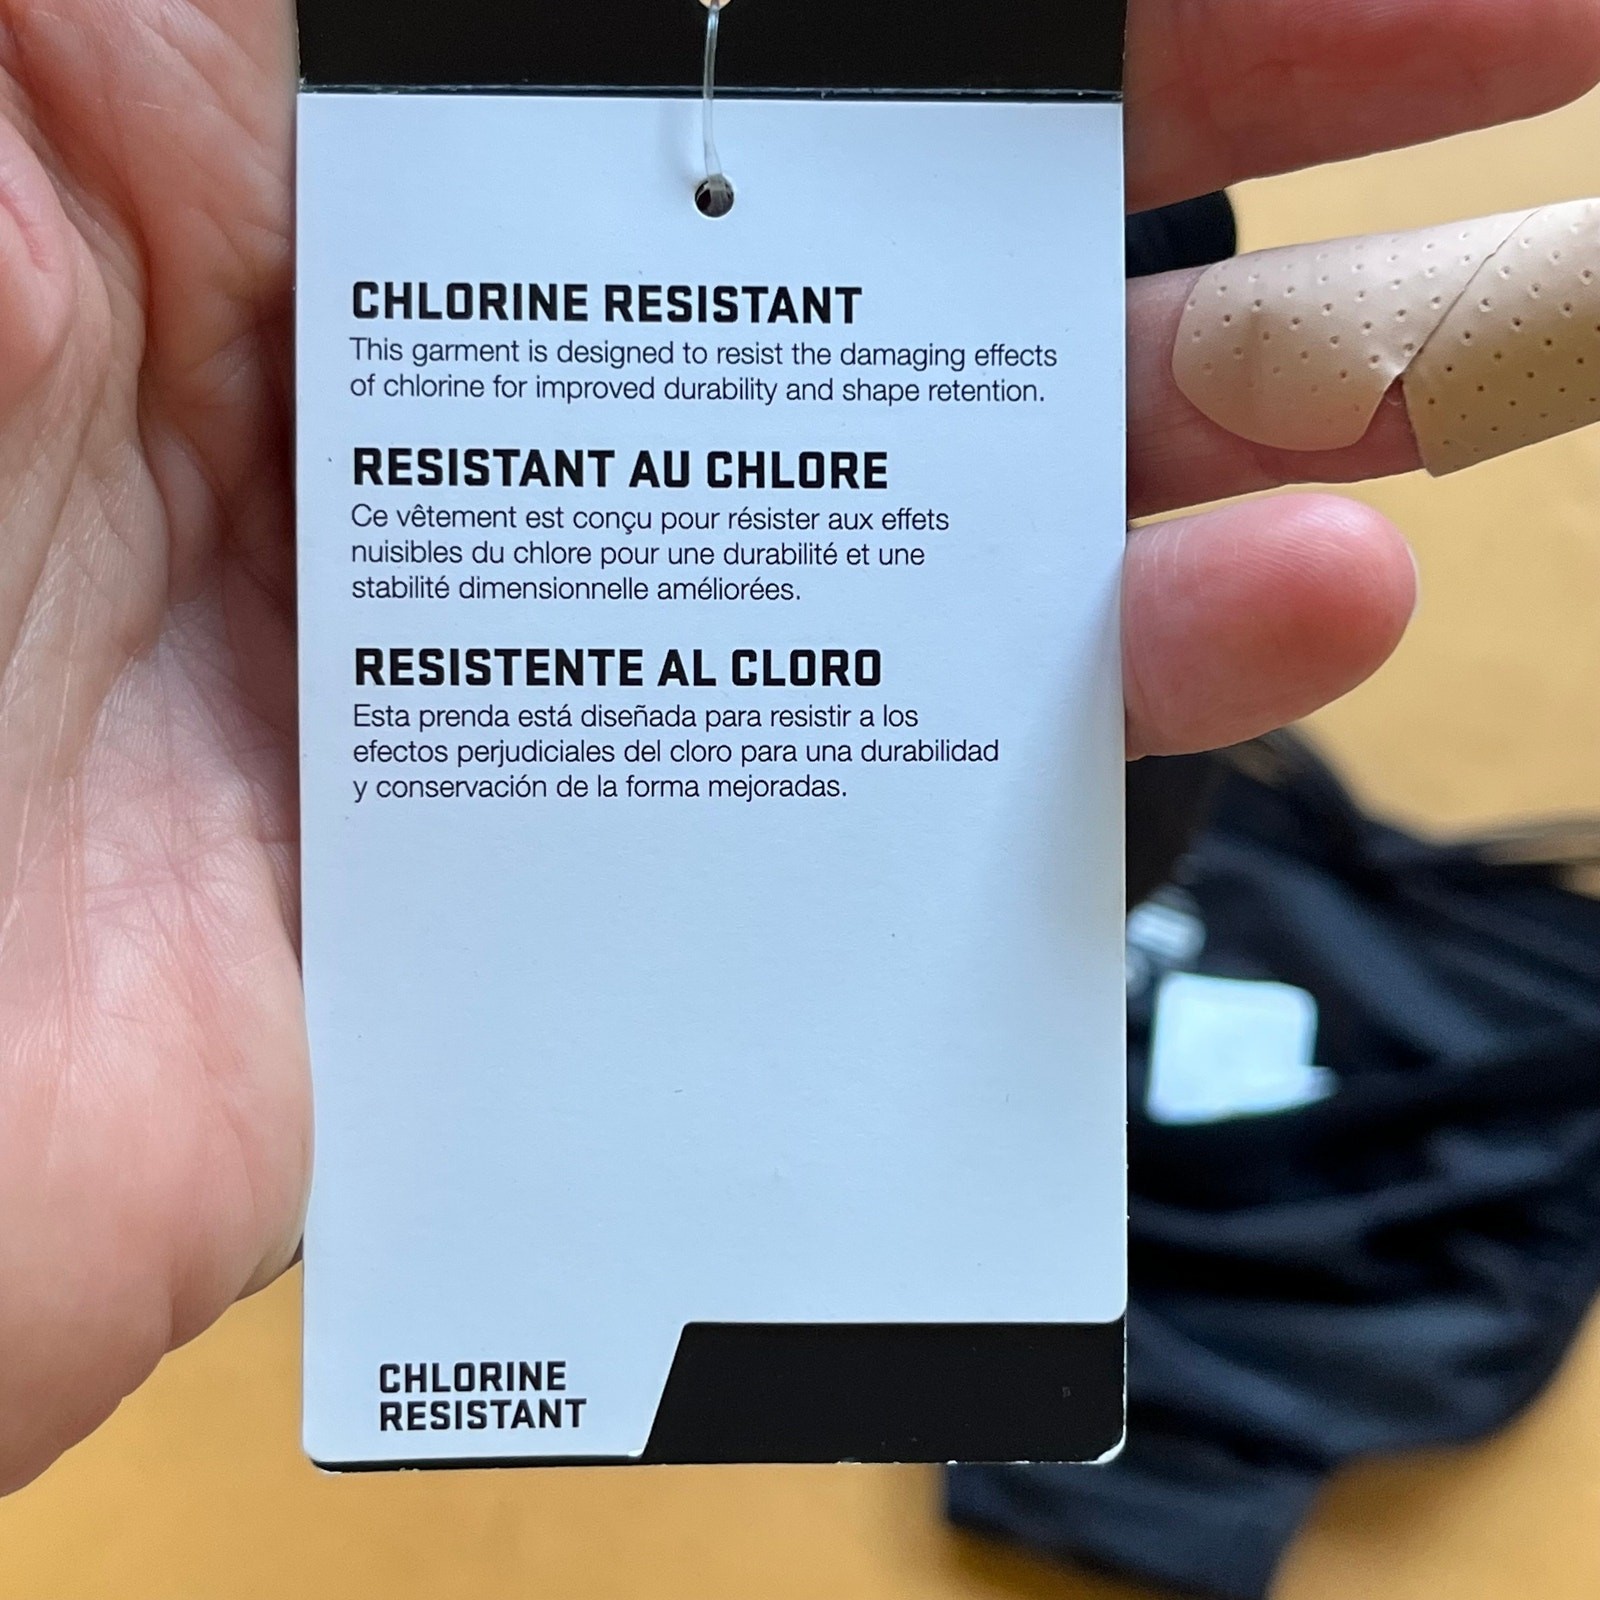 CHLORINE RESISTANT
This garment is designed to resist the damaging effects
of chlorine for improved durability and shape retention.
RESISTANT AU CHLORE
Ce vêtement est conçu pour résister aux effets
nuisibles du chlore pour une durabilité et une
stabilité dimensionnelle améliorées.
RESISTENTE AL CLORO
Esta prenda está diseñada para resistir a los
efectos perjudiciales del cloro para una durabilidad
y conservación de la forma mejoradas.
CHLORINE
RESISTANT